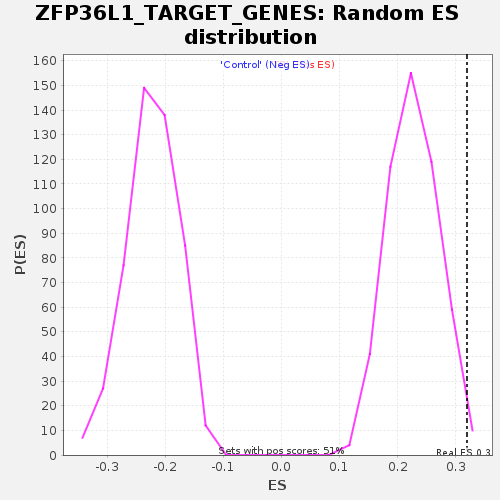 ZFP36L1_TARGET_GENES: Random ES
distribution
'Control' (Neg ES)s ES)
160
150
140
130
120
110
100
90
80
70
60
50
40
30
20
10
0
P(ES)
Sets with pos scores: 51%
Real ES 0.3
-0.3 -0.2 -0.1 0.0 0.1 0.2 0.3
ES